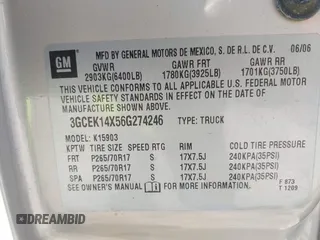 GM
MFD BY GENERAL MOTORS DE MEXICO, S. DE R.L. DE C.V. 06/06
GVWR GAWR FRT GAWR RR
2903KG(6400LB) 1780KG(3925LB) 1701KG(3750LB)
THIS VEHICLE CONFORMS TO ALL APPLICABLE U.S. FEDERAL
MOTOR VEHICLE SAFETY STANDARDS IN EFFECT ON THE DATE
OF MANUFACTURE SHOWN ABOVE.
3GCEK14X56G274246 TYPE: TRUCK
MODEL: K15903
KPTW TIRE SIZE SPEED RTG RIM COLD TIRE PRESSURE
FRT P265/70R17 S 17X7.5J 240KPA(35PSI)
RR P265/70R17 S 17X7.5J 240KPA(35PSI)
SPA P265/70R17 S 17X7.5J 240KPA(35PSI)
SEE OWNER'S MANUAL FOR ADDITIONAL INFORMATION.
F 873
T 1209
DREAMBID